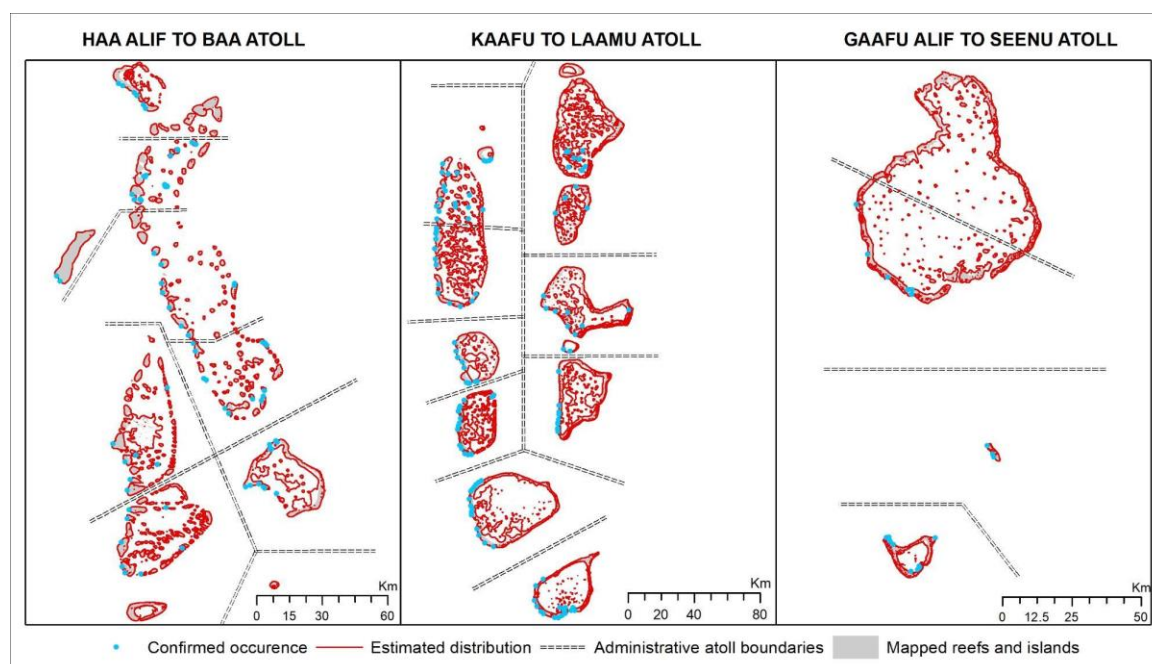 HAA ALIF TO BAA ATOLL
KAAFU TO LAAMU ATOLL
GAAFU ALIF TO SEENU ATOLL
Km
0 15 30 60
Km
0 20 40 80
Km
0 12.5 25 50
Confirmed occurence
Estimated distribution
Administrative atoll boundaries
Mapped reefs and islands